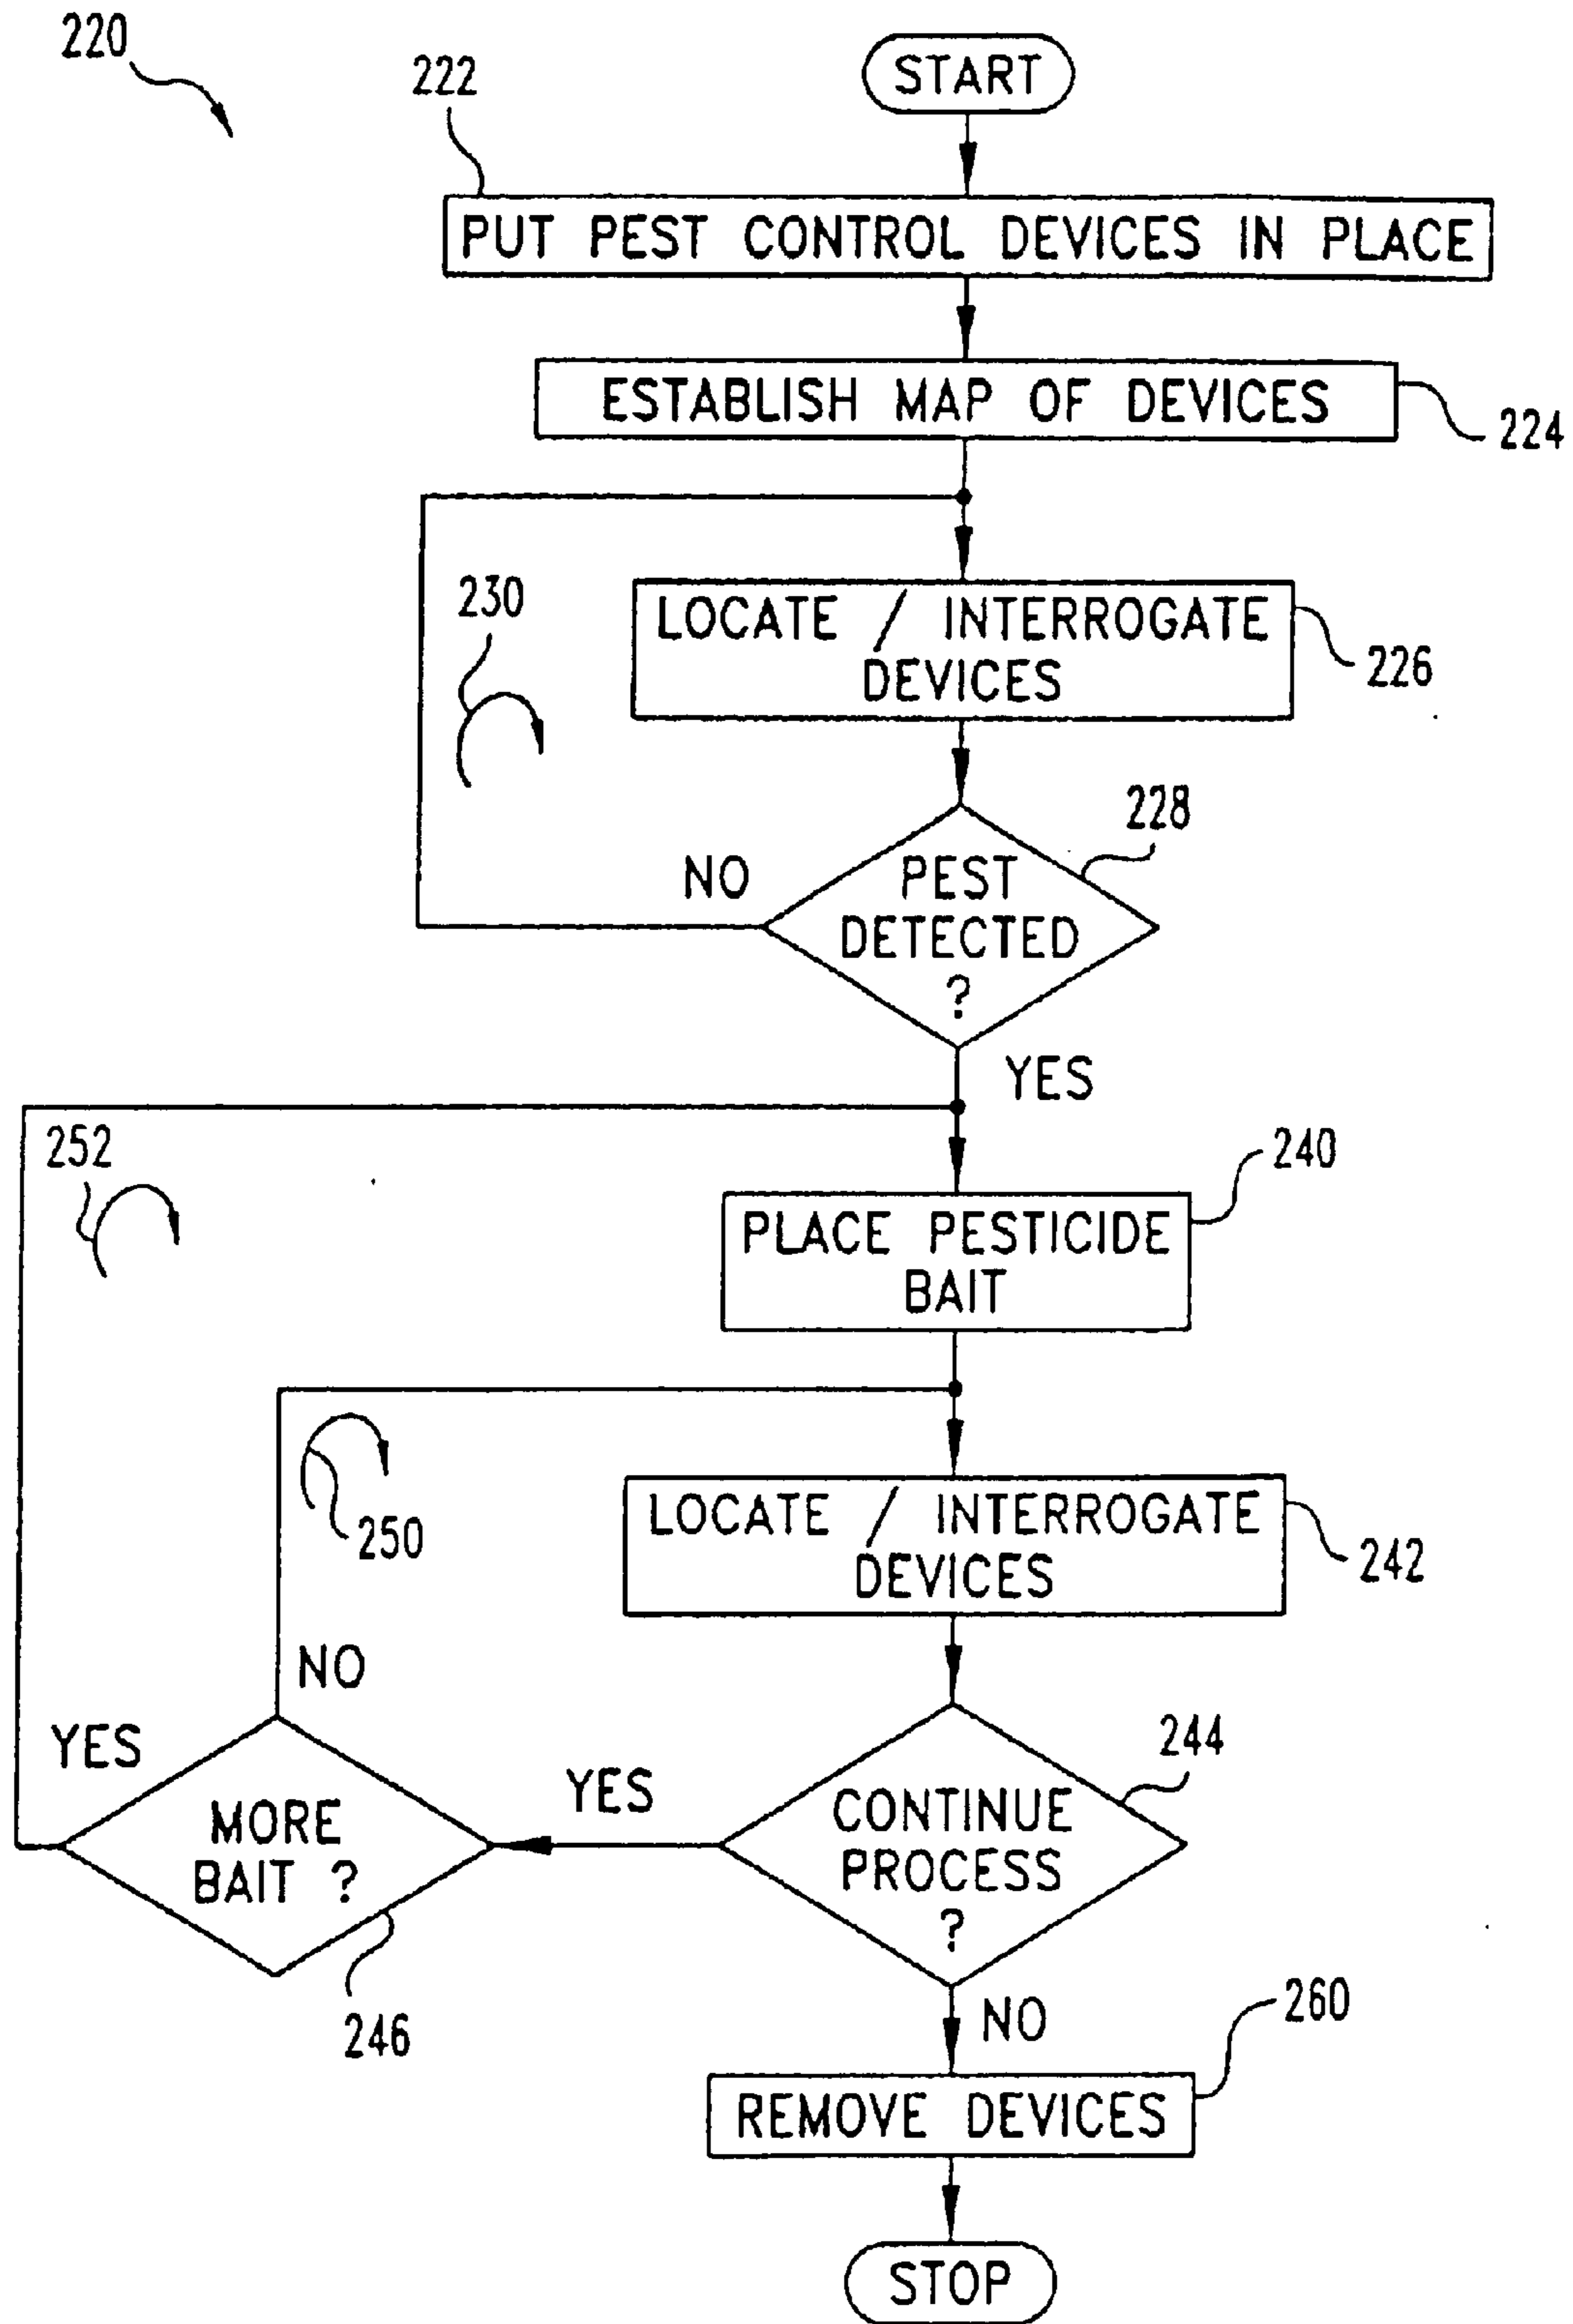 220
222
START
PUT PEST CONTROL DEVICES IN PLACE
ESTABLISH MAP OF DEVICES
224
230
LOCATE / INTERROGATE
DEVICES
226
228
NO
PEST
DETECTED
?
YES
252
240
PLACE PESTICIDE
BAIT
250
LOCATE / INTERROGATE
DEVICES
242
NO
YES
MORE
BAIT ?
246
YES
244
CONTINUE
PROCESS
?
NO
260
REMOVE DEVICES
STOP